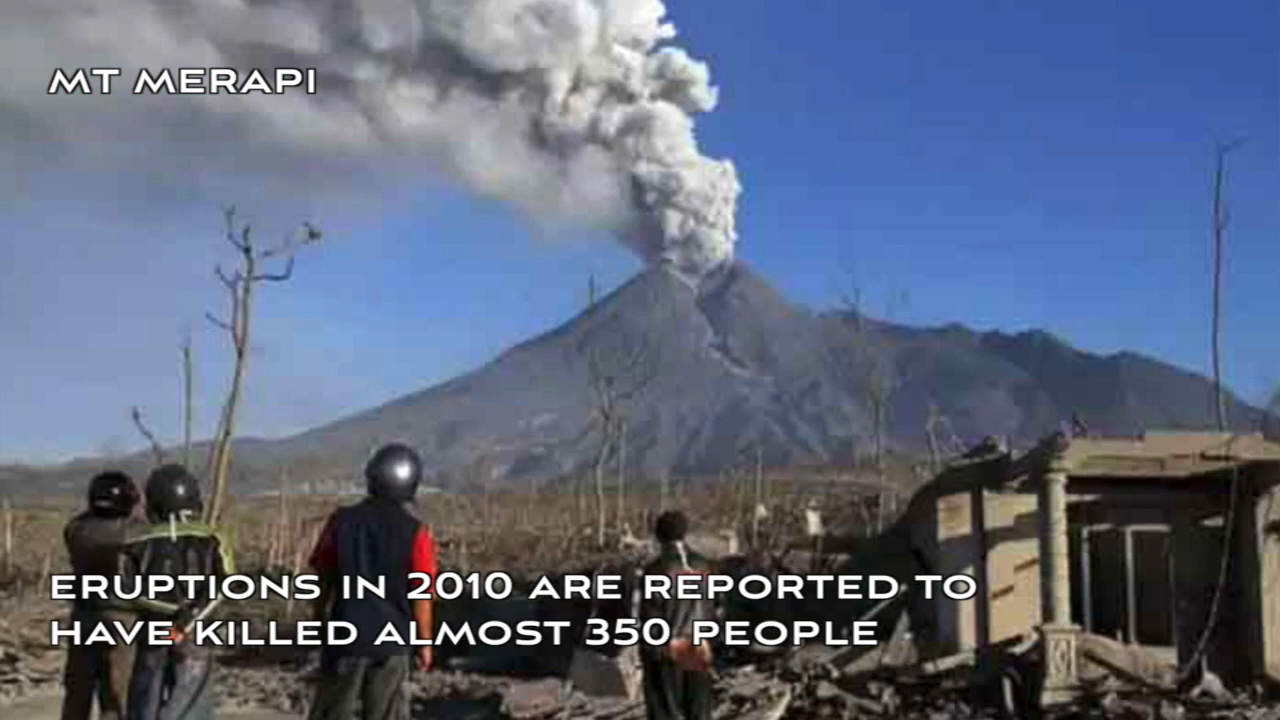 MT MERAPI
ERUPTIONS IN 2010 ARE REPORTED TO
HAVE KILLED ALMOST 350 PEOPLE